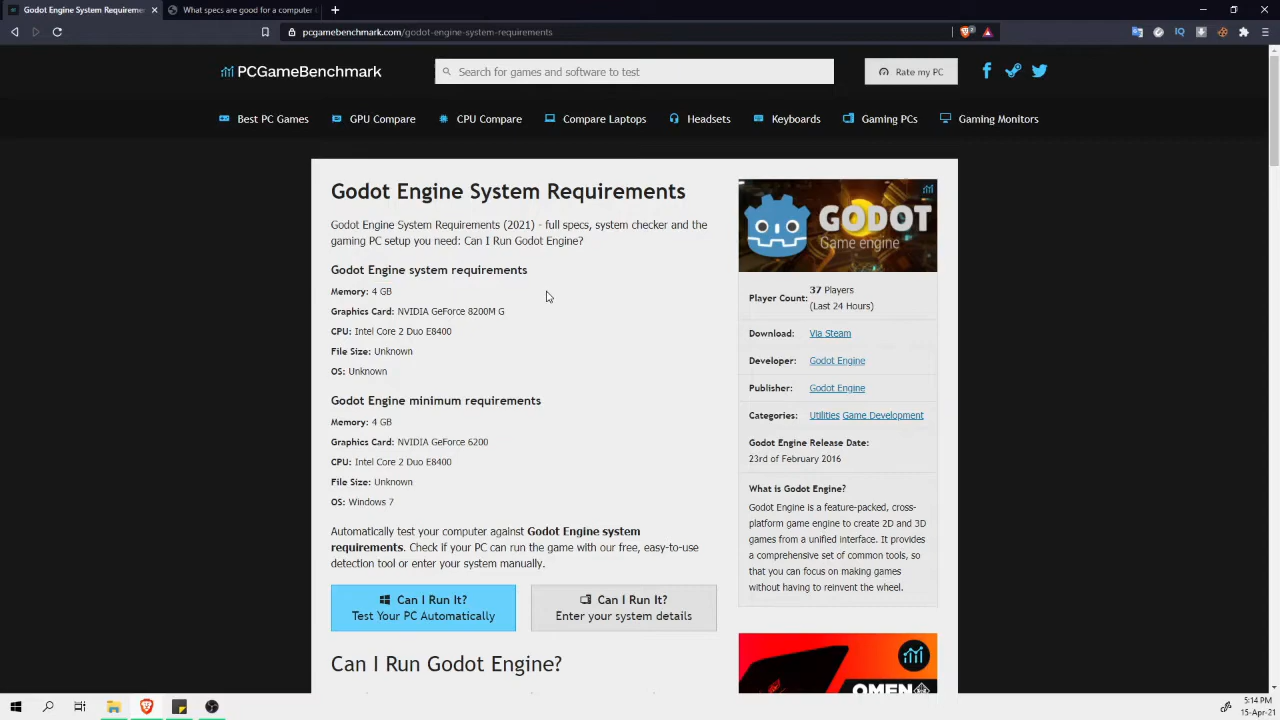 Godot Engine System Requiremen
What specs are good for a computer
pcgamebenchmark.com/godot-engine-system-requirements
PCGameBenchmark
Search for games and software to test
Rate my PC
Best PC Games
GPU Compare
CPU Compare
Compare Laptops
Headsets
Keyboards
Gaming PCs
Gaming Monitors
Godot Engine System Requirements
Godot Engine System Requirements (2021) - full specs, system checker and the
gaming PC setup you need: Can I Run Godot Engine?
Godot Engine system requirements
Memory: 4 GB
Graphics Card: NVIDIA GeForce 8200M G
CPU: Intel Core 2 Duo E8400
File Size: Unknown
OS: Unknown
Godot Engine minimum requirements
Memory: 4 GB
Graphics Card: NVIDIA GeForce 6200
CPU: Intel Core 2 Duo E8400
File Size: Unknown
OS: Windows 7
Automatically test your computer against Godot Engine system
requirements. Check if your PC can run the game with our free, easy-to-use
detection tool or enter your system manually.
Can I Run It?
Test Your PC Automatically
Can I Run It?
Enter your system details
Can I Run Godot Engine?
GODOT
Game engine
Player Count: 37 Players
(Last 24 Hours)
Download: Via Steam
Developer: Godot Engine
Publisher: Godot Engine
Categories: Utilities Game Development
Godot Engine Release Date:
23rd of February 2016
What is Godot Engine?
Godot Engine is a feature-packed, cross-
platform game engine to create 2D and 3D
games from a unified interface. It provides
a comprehensive set of common tools, so
that you can focus on making games
without having to reinvent the wheel.
OMEN
5:14 PM
15-Apr-21